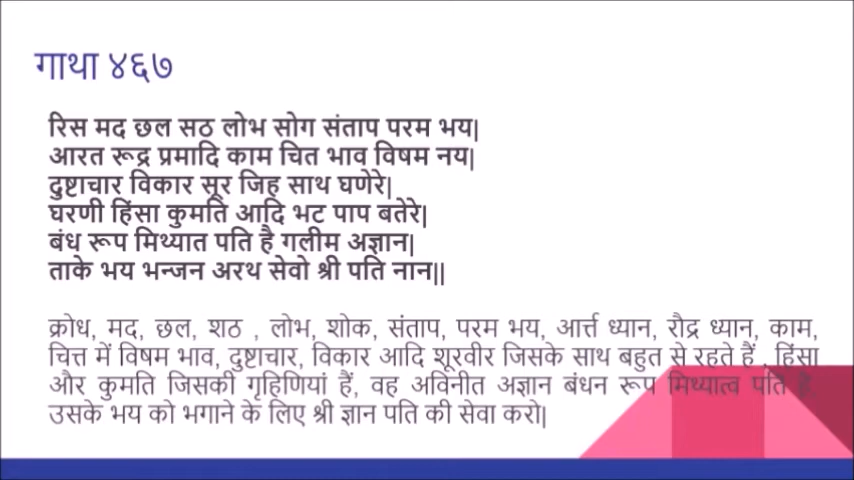 गाथा ४६७
रिस मद छल सठ लोभ सोग संताप परम भय|
आरत रूद्र प्रमादि काम चित भाव विषम नय|
दुष्टाचार विकार सूर जिह साथ घणेरे|
घरणी हिंसा कुमति आदि भट पाप बतेरे|
बंध रूप मिथ्यात पति है गलीम अज्ञान|
ताके भय भन्जन अरथ सेवो श्री पति नान||
क्रोध, मद, छल, शठ , लोभ, शोक, संताप, परम भय, आर्त्त ध्यान, रौद्र ध्यान, काम,
चित्त में विषम भाव, दुष्टाचार, विकार आदि शूरवीर जिसके साथ बहुत से रहते हैं , हिंसा
और कुमति जिसकी गृहिणियां हैं, वह अविनीत अज्ञान बंधन रूप मिथ्यात्व पति है
उसके भय को भगाने के लिए श्री ज्ञान पति की सेवा करो|